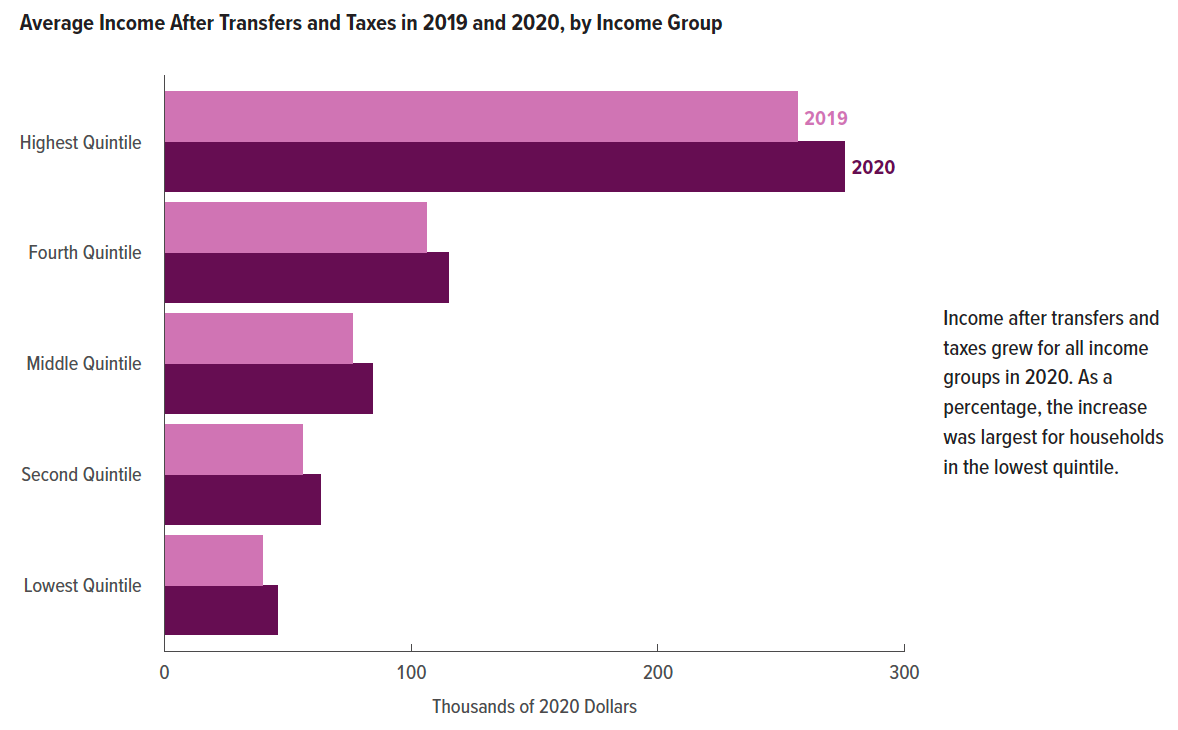 Average Income After Transfers and Taxes in 2019 and 2020, by Income Group
Highest Quintile
2019
2020
Fourth Quintile
Middle Quintile
Second Quintile
Lowest Quintile
0
100
200
300
Thousands of 2020 Dollars
Income after transfers and
taxes grew for all income
groups in 2020. As a
percentage, the increase
was largest for households
in the lowest quintile.